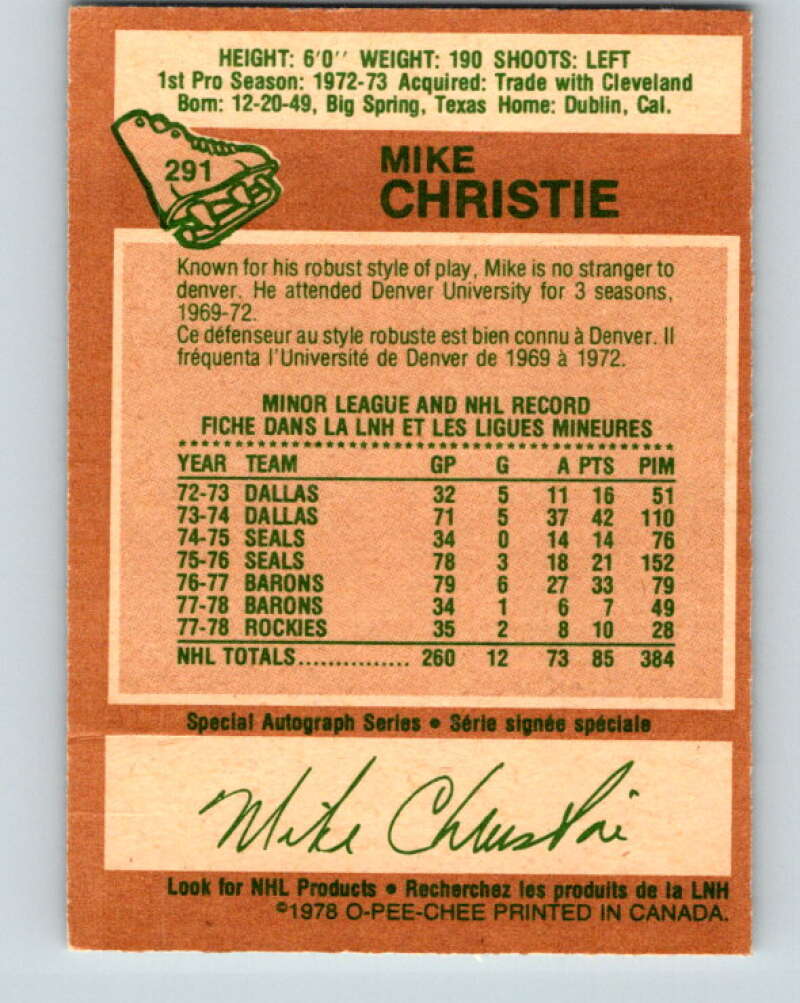 HEIGHT: 6'0'' WEIGHT: 190 SHOOTS: LEFT
1st Pro Season: 1972-73 Acquired: Trade with Cleveland
Born: 12-20-49, Big Spring, Texas Home: Dublin, Cal.
291
MIKE
CHRISTIE
Known for his robust style of play, Mike is no stranger to
denver. He attended Denver University for 3 seasons,
1969-72.
Ce défenseur au style robuste est bien connu à Denver. Il
fréquenta l'Université de Denver de 1969 à 1972.
MINOR LEAGUE AND NHL RECORD
FICHE DANS LA LNH ET LES LIGUES MINEURES
YEAR TEAM GP G A PTS PIM
72-73 DALLAS 32 5 11 16 51
73-74 DALLAS 71 5 37 42 110
74-75 SEALS 34 0 14 14 76
75-76 SEALS 78 3 18 21 152
76-77 BARONS 79 6 27 33 79
77-78 BARONS 34 1 6 7 49
77-78 ROCKIES 35 2 8 10 28
NHL TOTALS............... 260 12 73 85 384
Special Autograph Series • Série signée spéciale
Mike Christie
Look for NHL Products • Recherchez les produits de la LNH
©1978 O-PEE-CHEE PRINTED IN CANADA.